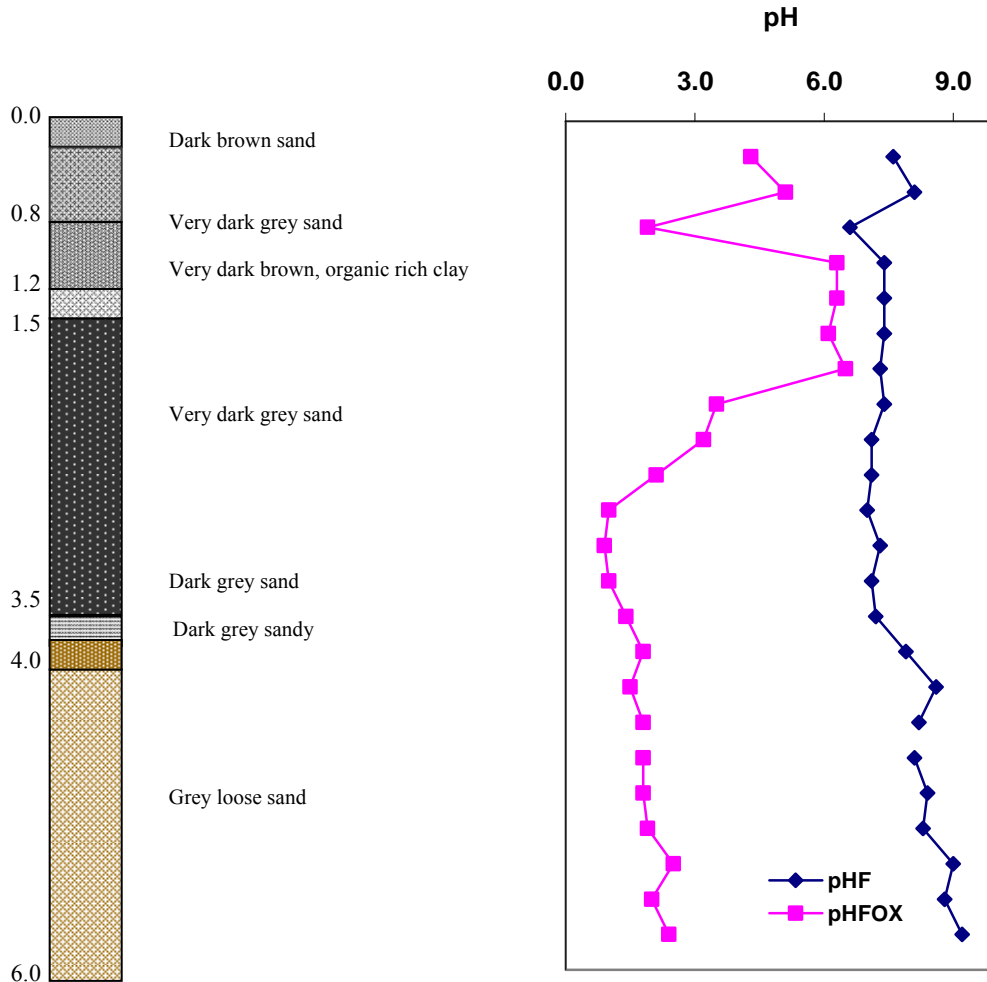 pH
0.0 3.0 6.0 9.0
0.0
Dark brown sand
0.8
Very dark grey sand
Very dark brown, organic rich clay
1.2
1.5
Very dark grey sand
Dark grey sand
3.5
Dark grey sandy
4.0
Grey loose sand
pHF
pHFOX
6.0